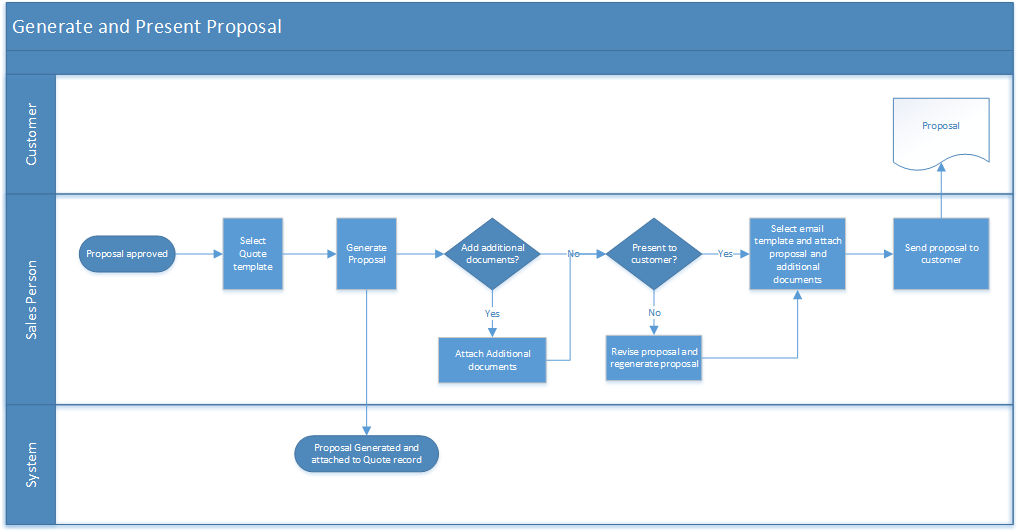 Generate and Present Proposal
Customer
Proposal
Sales Person
Proposal approved
Select
Quote
template
Generate
Proposal
Add additional
documents?
No
Present to
customer?
Yes
Select email
template and attach
proposal and
additional
documents
Send proposal to
customer
Yes
No
Attach Additional
documents
Revise proposal and
regenerate proposal
System
Proposal Generated and
attached to Quote record